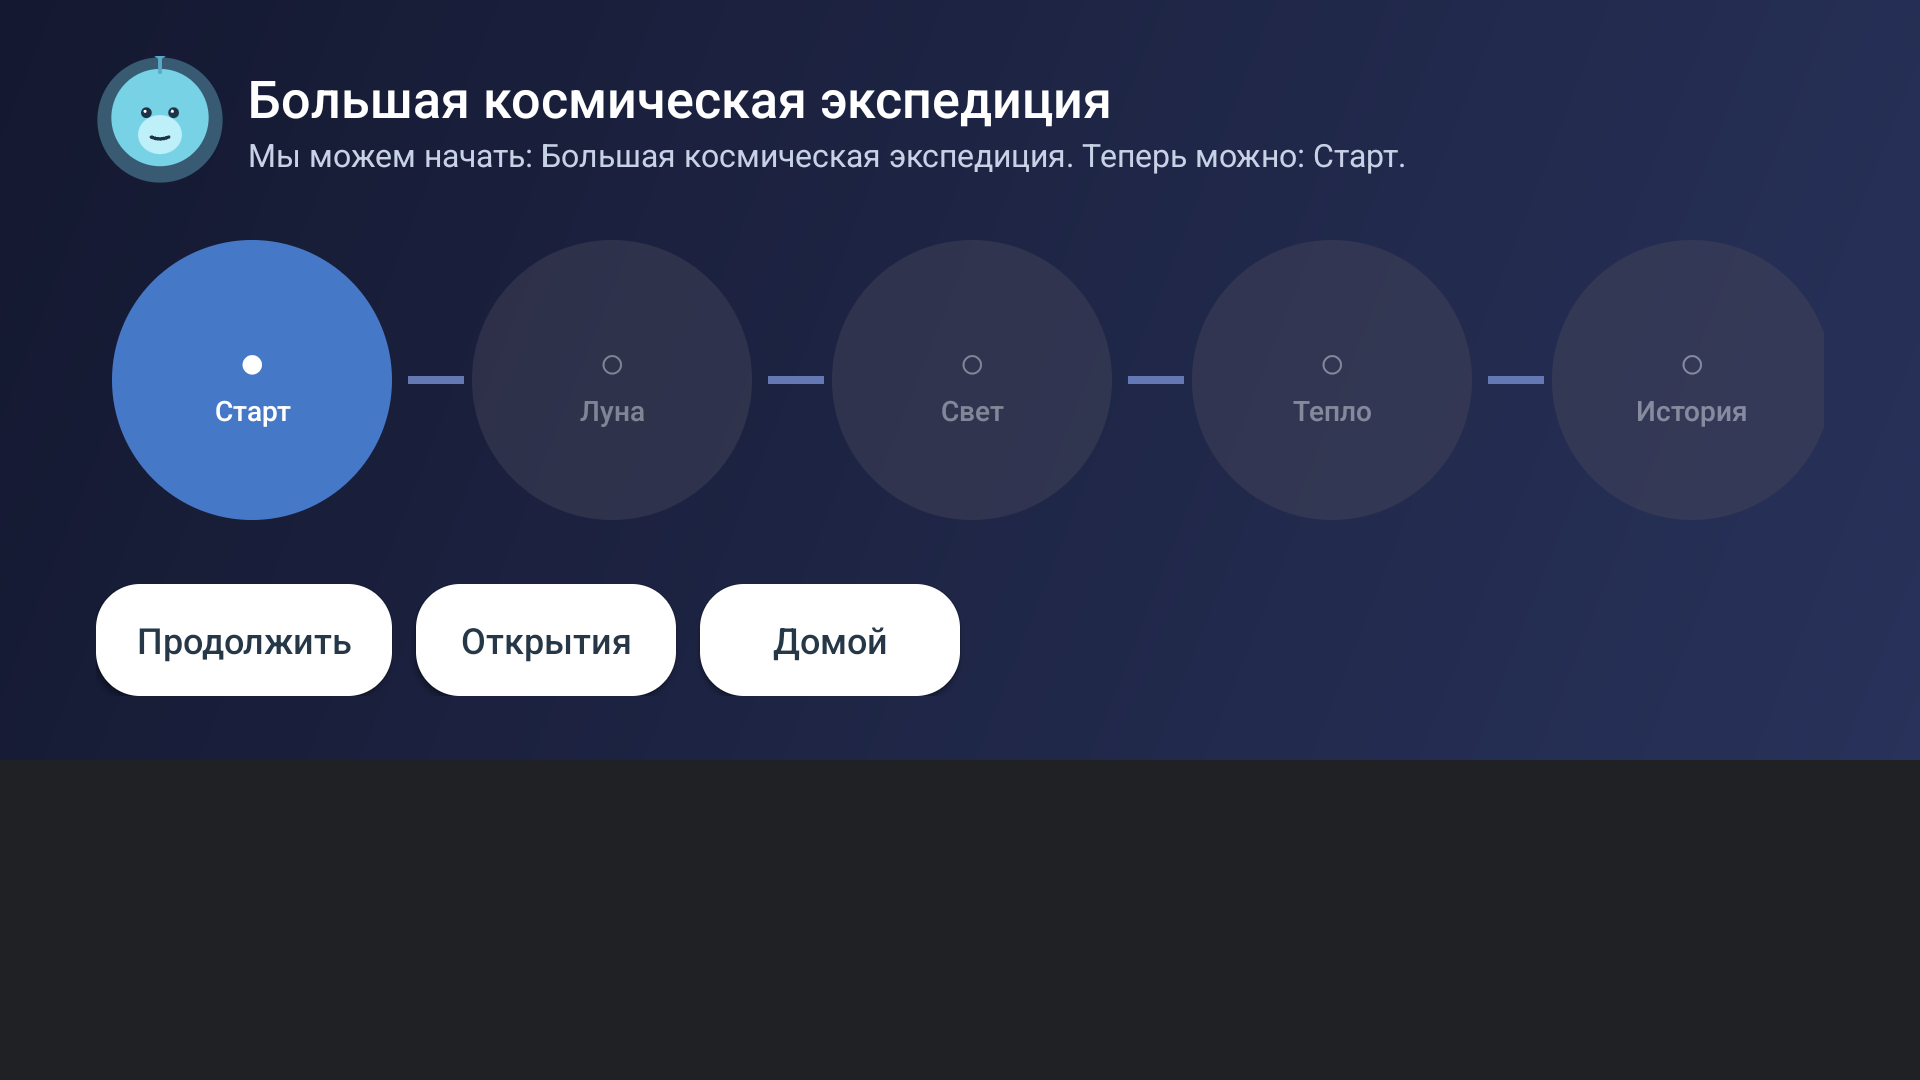 Большая космическая экспедиция
Мы можем начать: Большая космическая экспедиция. Теперь можно: Старт.
Старт
Луна
Свет
Тепло
История
Продолжить
Открытия
Домой